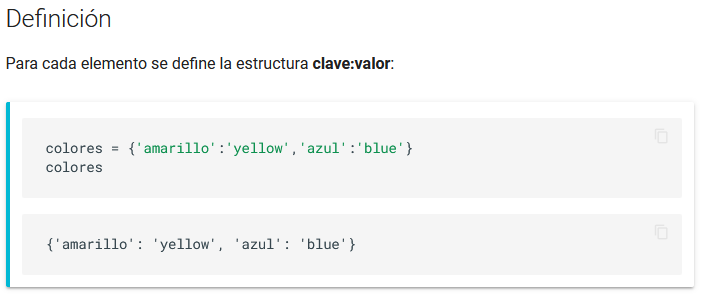 Definición
Para cada elemento se define la estructura clave:valor:
colores = {'amarillo':'yellow','azul':'blue'}
colores
{'amarillo': 'yellow', 'azul': 'blue'}